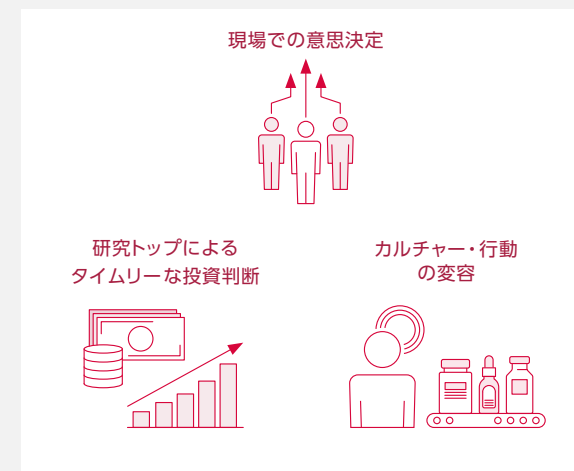 現場での意思決定
研究トップによる
タイムリーな投資判断
カルチャー・行動
の変容